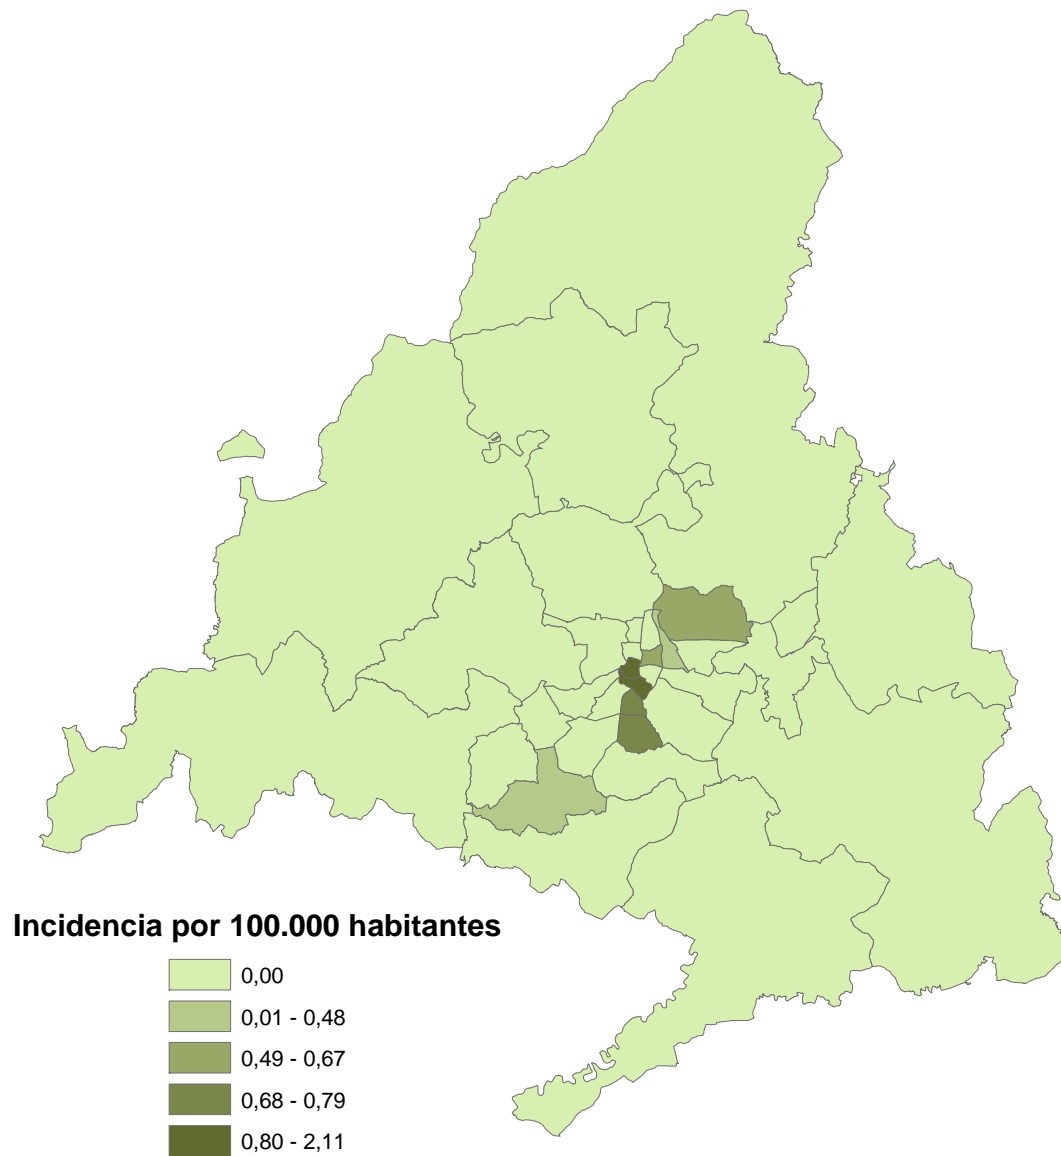 Incidencia por 100.000 habitantes
0,00
0,01 - 0,48
0,49 - 0,67
0,68 - 0,79
0,80 - 2,11